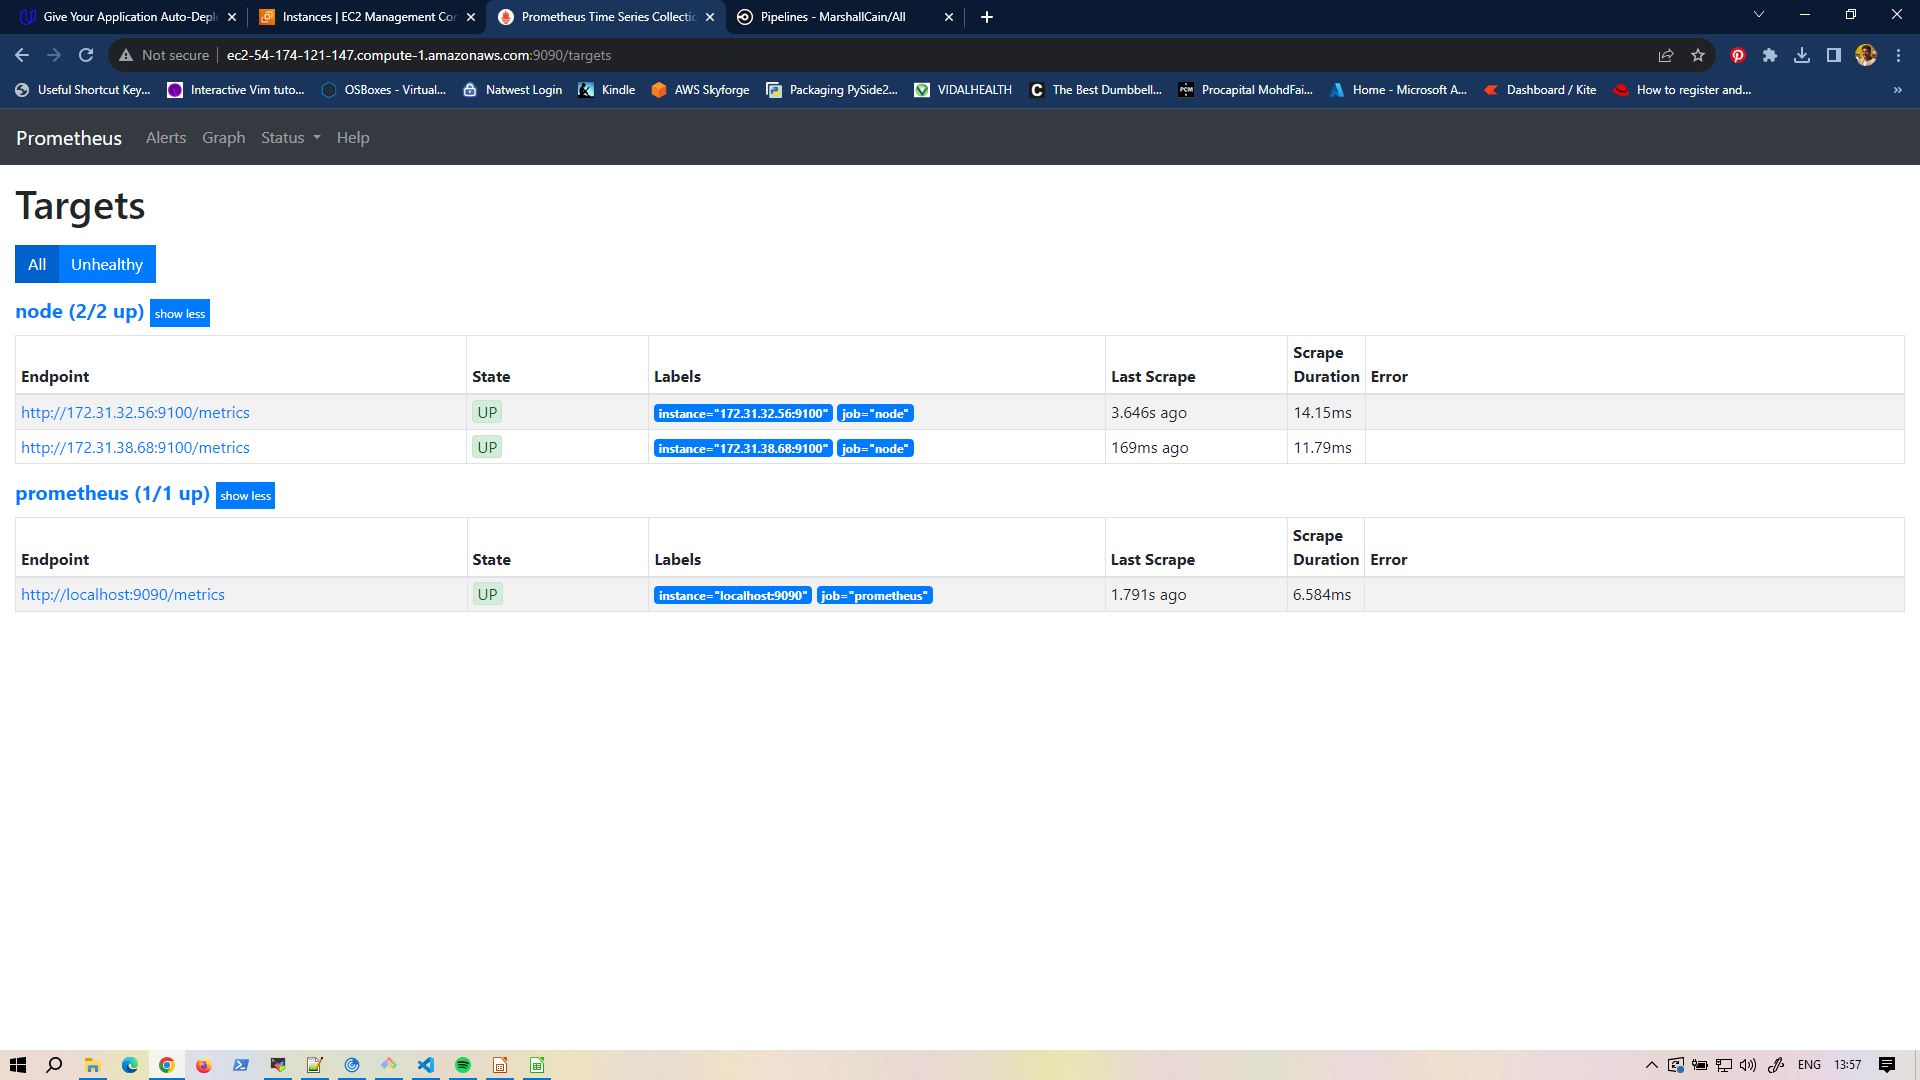 Give Your Application Auto-Deplo
Instances | EC2 Management Con
Prometheus Time Series Collectio
Pipelines - MarshallCain/All
Not secure
ec2-54-174-121-147.compute-1.amazonaws.com:9090/targets
Useful Shortcut Key...
Interactive Vim tuto...
OSBoxes - Virtual...
Natwest Login
Kindle
AWS Skyforge
Packaging PySide2...
VIDALHEALTH
The Best Dumbbell...
Procapital MohdFai...
Home - Microsoft A...
Dashboard / Kite
How to register and...
»
Prometheus
Alerts
Graph
Status
Help
Targets
All
Unhealthy
node (2/2 up) show less
Endpoint State Labels Last Scrape Scrape Duration Error
http://172.31.32.56:9100/metrics UP instance="172.31.32.56:9100" job="node" 3.646s ago 14.15ms
http://172.31.38.68:9100/metrics UP instance="172.31.38.68:9100" job="node" 169ms ago 11.79ms
prometheus (1/1 up) show less
Endpoint State Labels Last Scrape Scrape Duration Error
http://localhost:9090/metrics UP instance="localhost:9090" job="prometheus" 1.791s ago 6.584ms
ENG
13:57